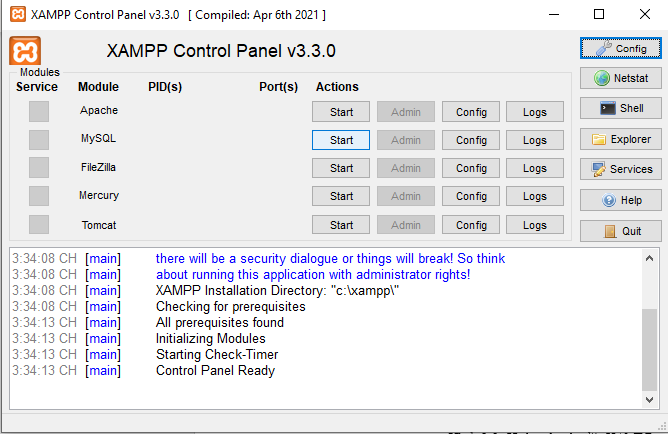 XAMPP Control Panel v3.3.0 [ Compiled: Apr 6th 2021 ]
XAMPP Control Panel v3.3.0
Config
Modules
Service Module PID(s) Port(s) Actions
Netstat
Apache Start Admin Config Logs
Shell
MySQL Start Admin Config Logs
Explorer
FileZilla Start Admin Config Logs
Services
Mercury Start Admin Config Logs
Help
Tomcat Start Admin Config Logs
Quit
3:34:08 CH [main] there will be a security dialogue or things will break! So think
3:34:08 CH [main] about running this application with administrator rights!
3:34:08 CH [main] XAMPP Installation Directory: "c:\xampp\"
3:34:08 CH [main] Checking for prerequisites
3:34:13 CH [main] All prerequisites found
3:34:13 CH [main] Initializing Modules
3:34:13 CH [main] Starting Check-Timer
3:34:13 CH [main] Control Panel Ready